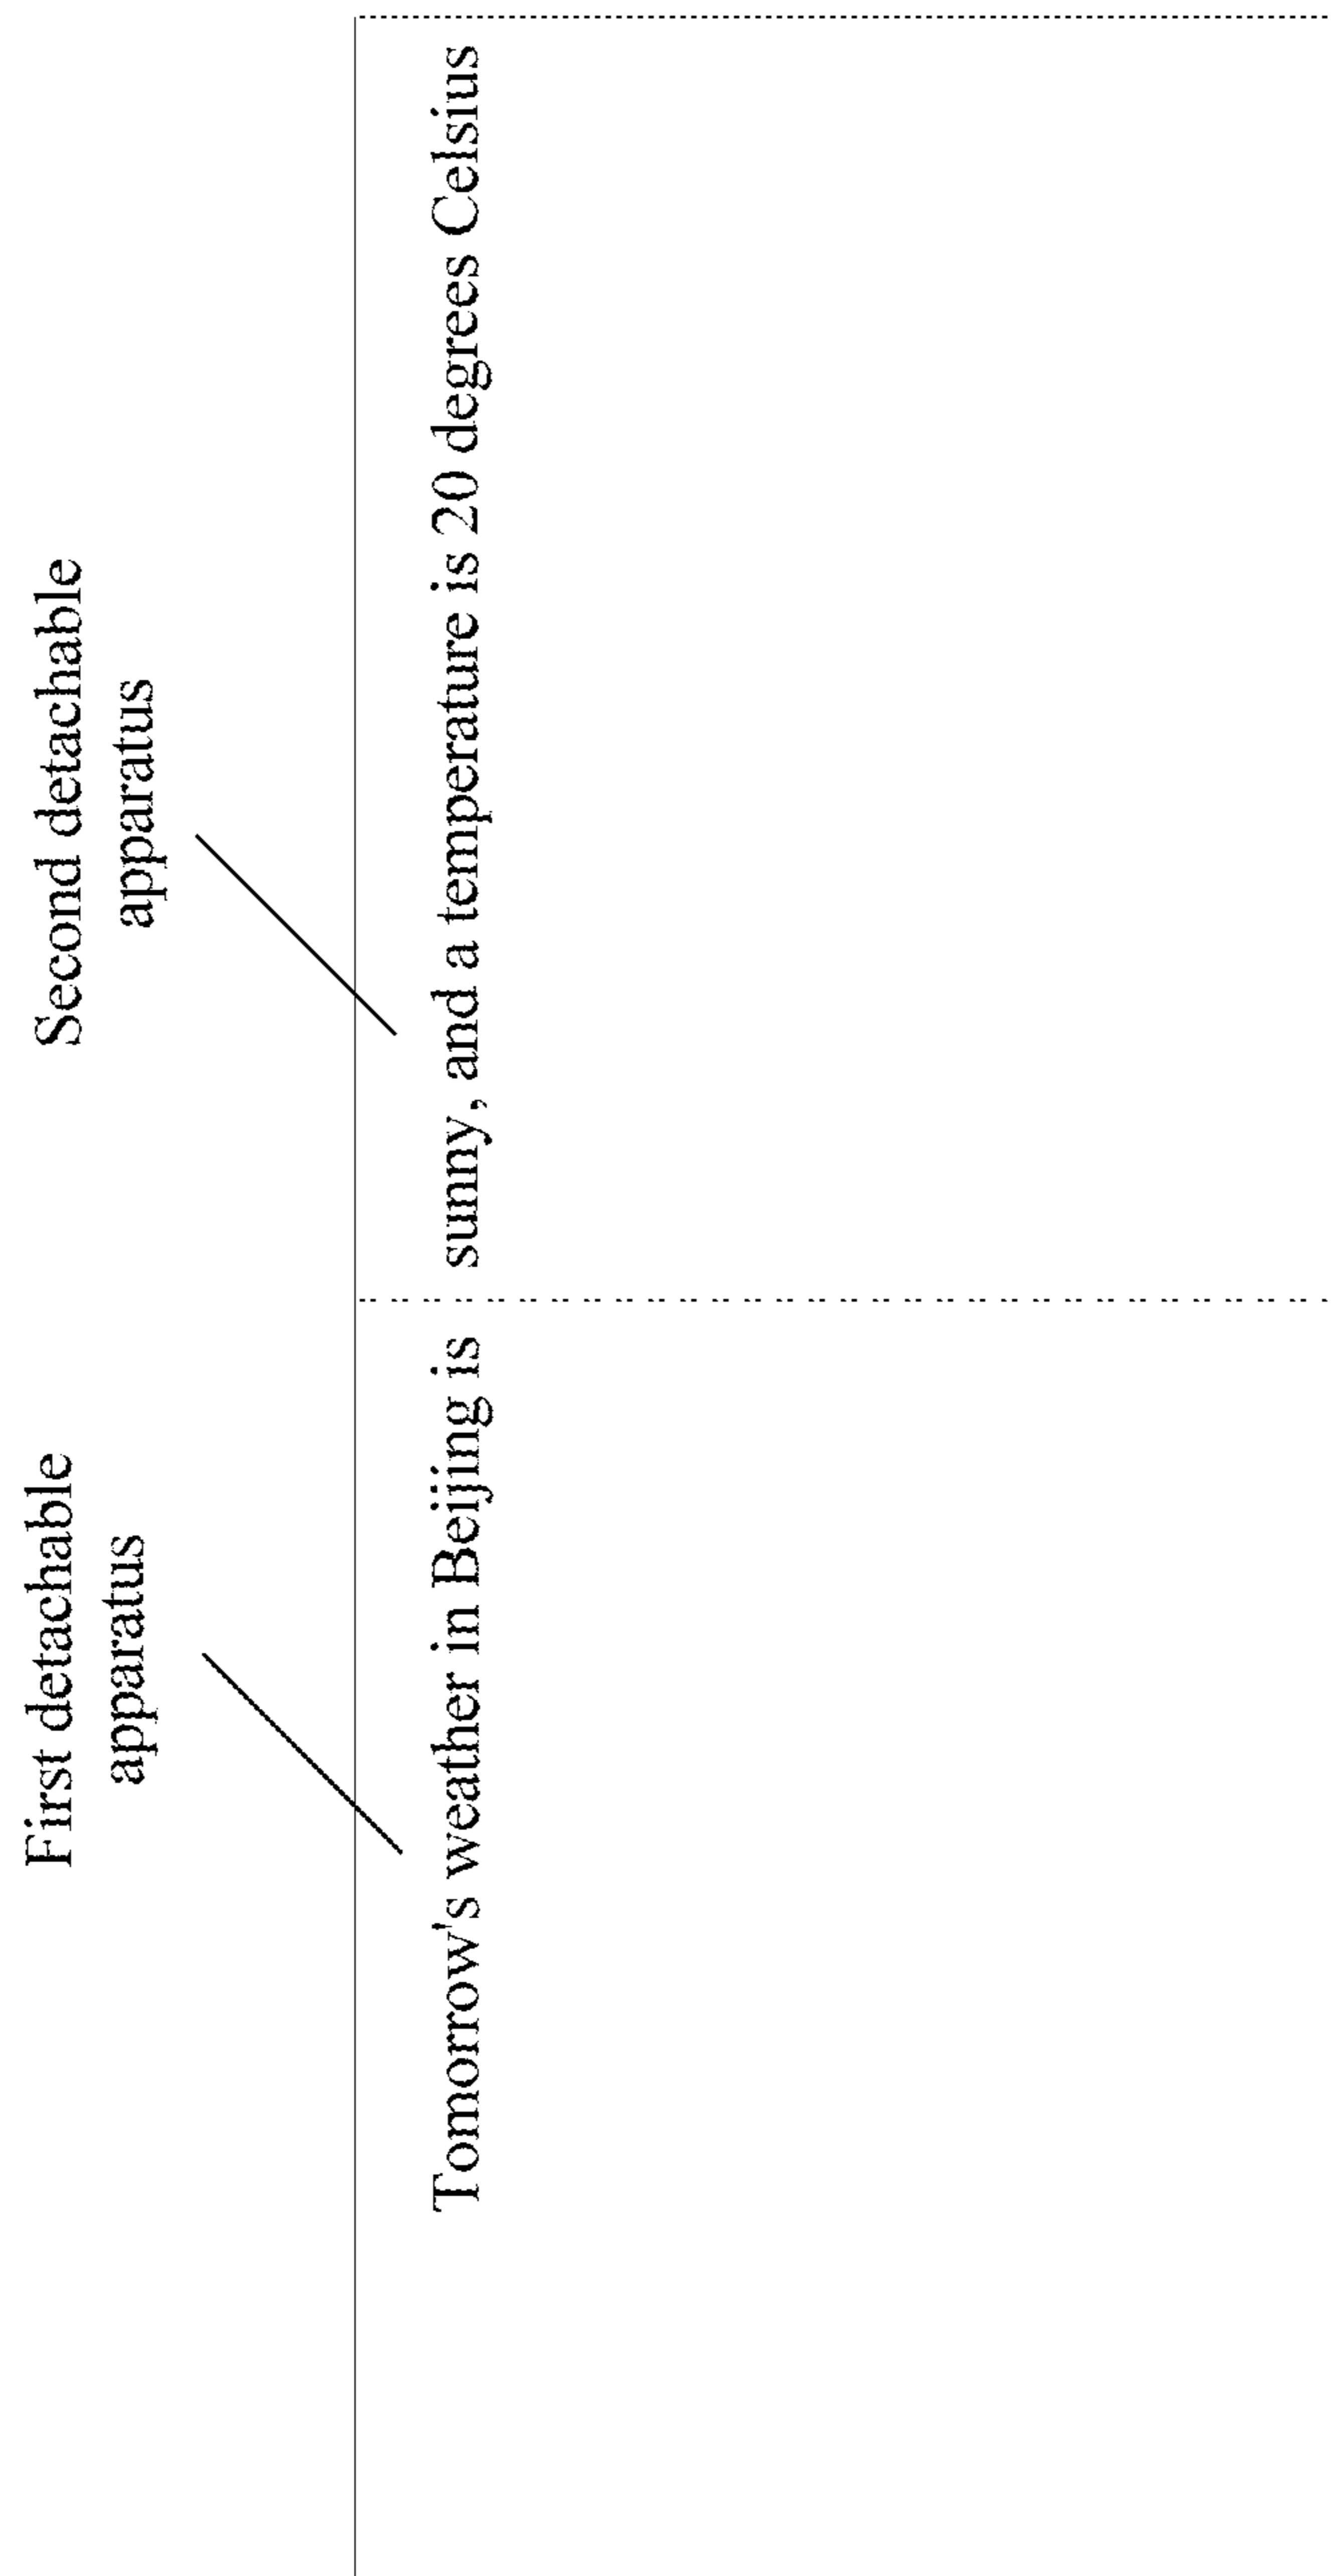 First detachable
apparatus
Second detachable
apparatus
Tomorrow's weather in Beijing is
sunny, and a temperature is 20 degrees Celsius